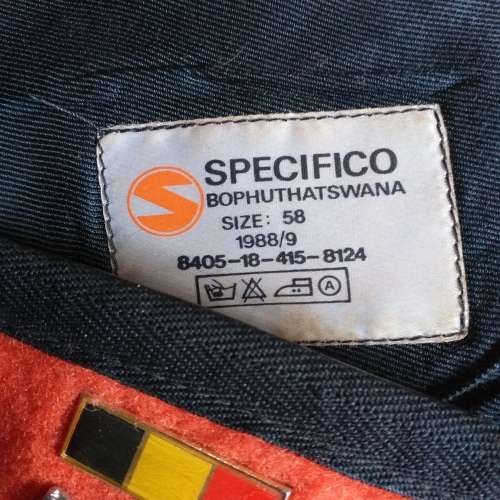 SPECIFICO
BOPHUTHATSWANA
SIZE: 58
1988/9
8405-18-415-8124
A